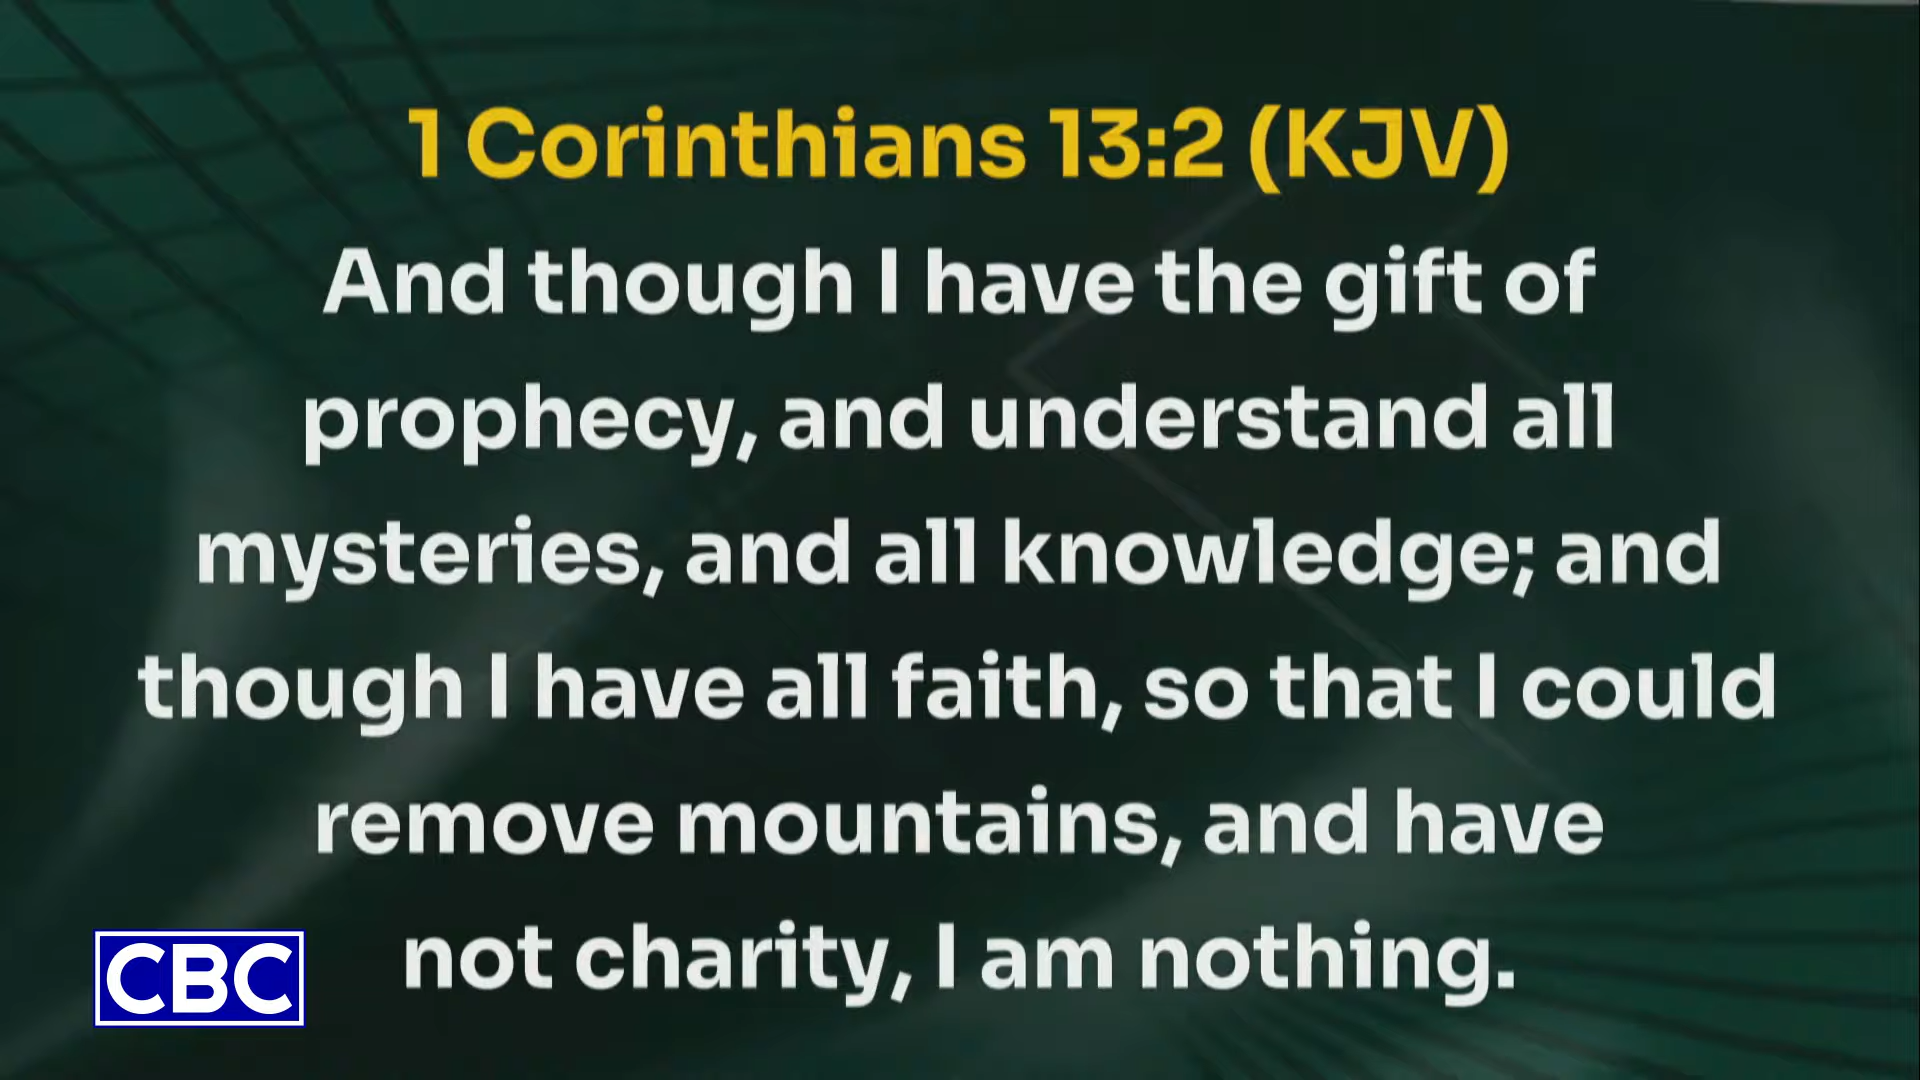 1 Corinthians 13:2 (KJV)
And though I have the gift of
prophecy, and understand all
mysteries, and all knowledge; and
though I have all faith, so that I could
remove mountains, and have
not charity, I am nothing.
CBC